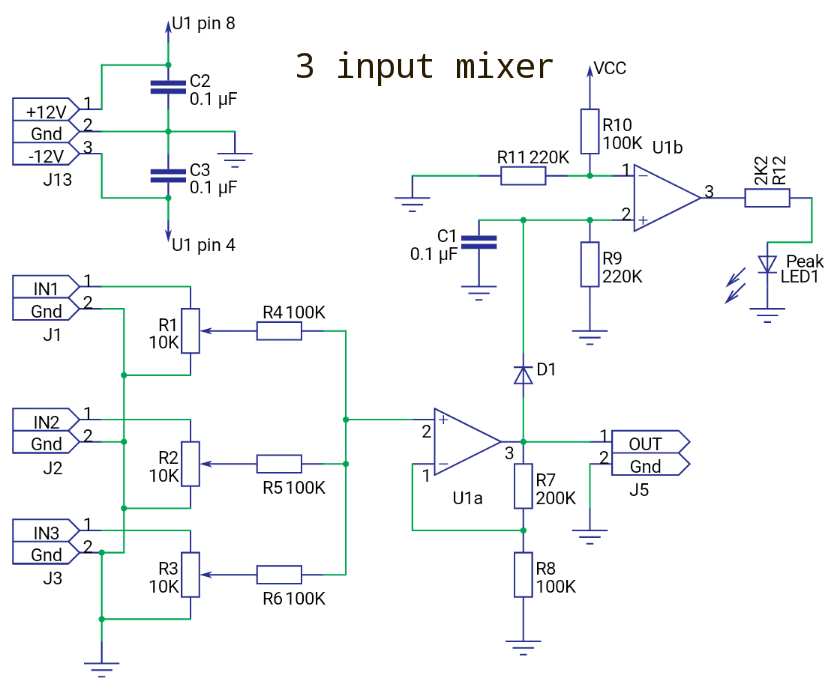 3 input mixer
U1 pin 8
C2
0.1 µF
+12V 1
Gnd 2
-12V 3
J13
C3
0.1 µF
U1 pin 4
VCC
R10
100K
R11 220K
U1b
1
−
2
+
3
2K2
R12
C1
0.1 µF
R9
220K
Peak
LED1
IN1 1
Gnd 2
J1
R1
10K
R4 100K
D1
IN2 1
Gnd 2
J2
R2
10K
R5 100K
+
2
−
1
3
U1a
1 OUT
2 Gnd
J5
R7
200K
IN3 1
Gnd 2
J3
R3
10K
R6 100K
R8
100K